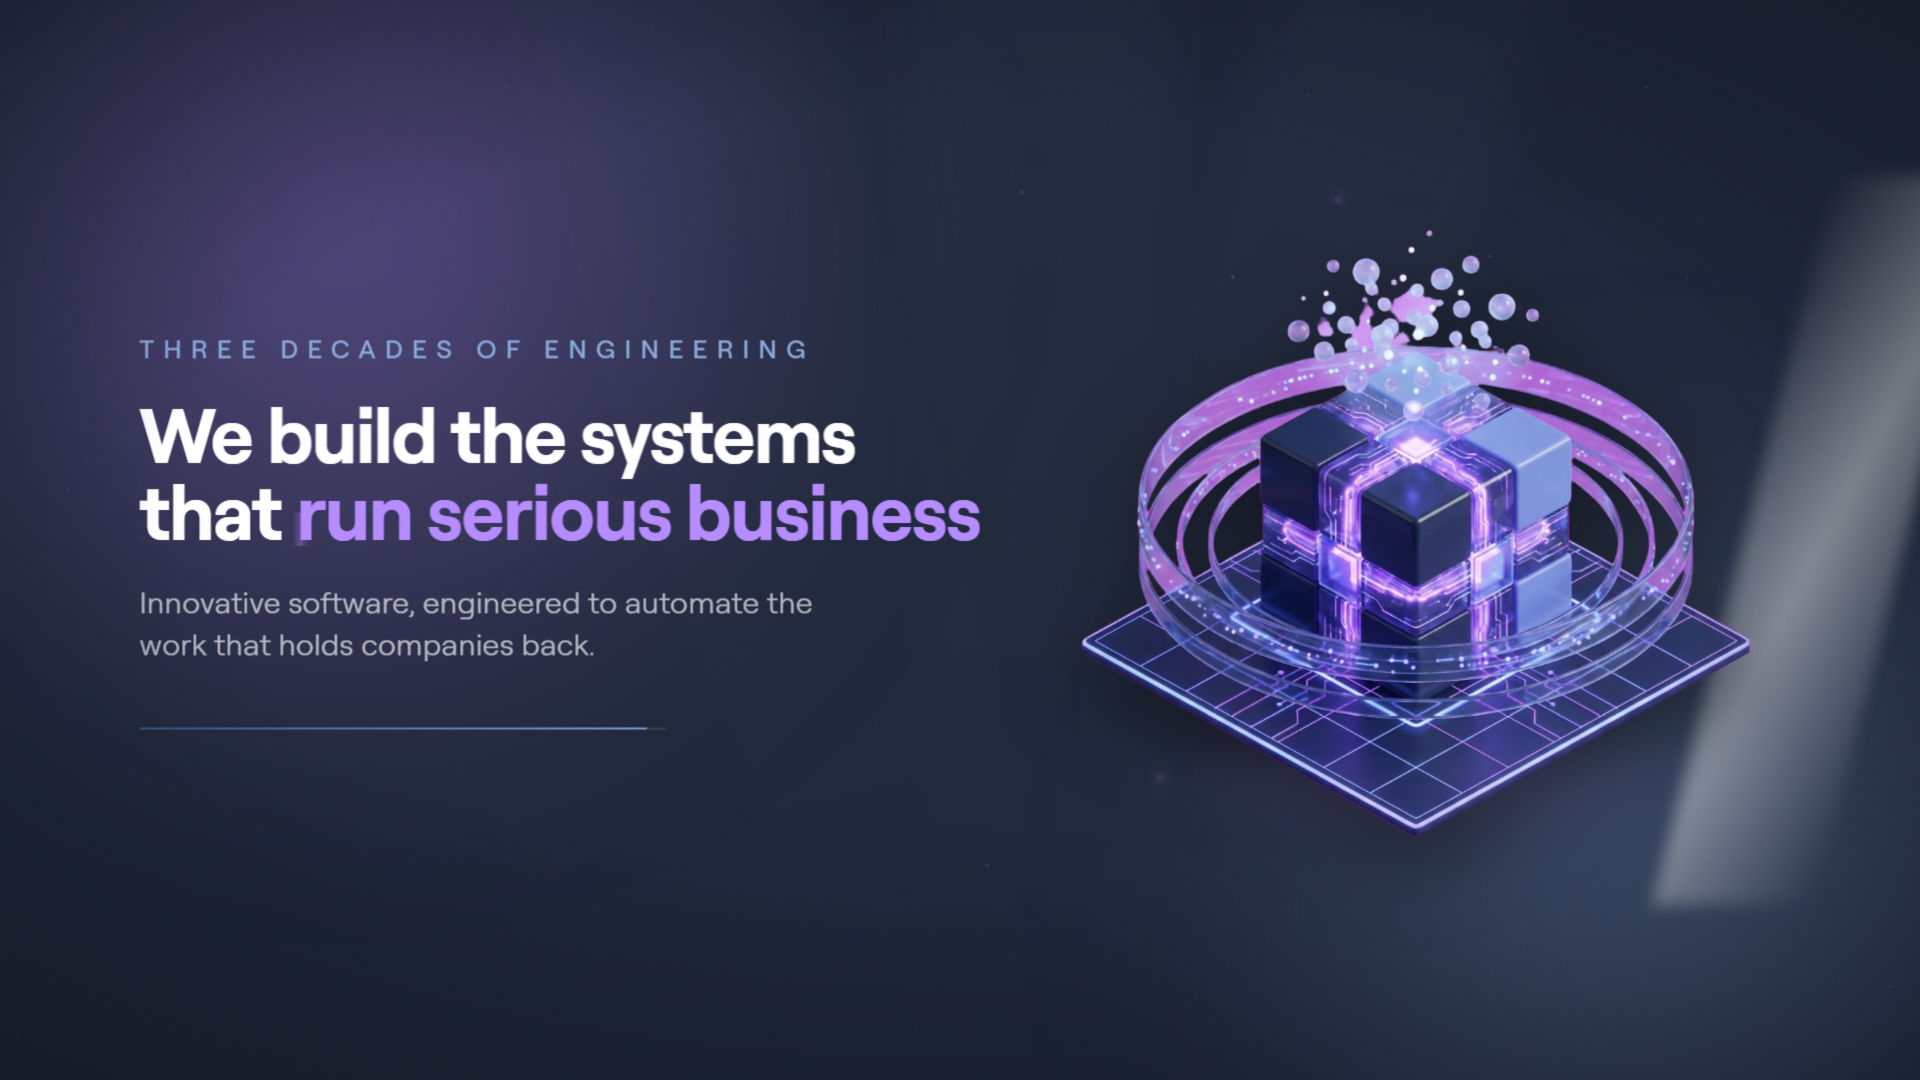 THREE DECADES OF ENGINEERING
We build the systems
that run serious business
Innovative software, engineered to automate the
work that holds companies back.